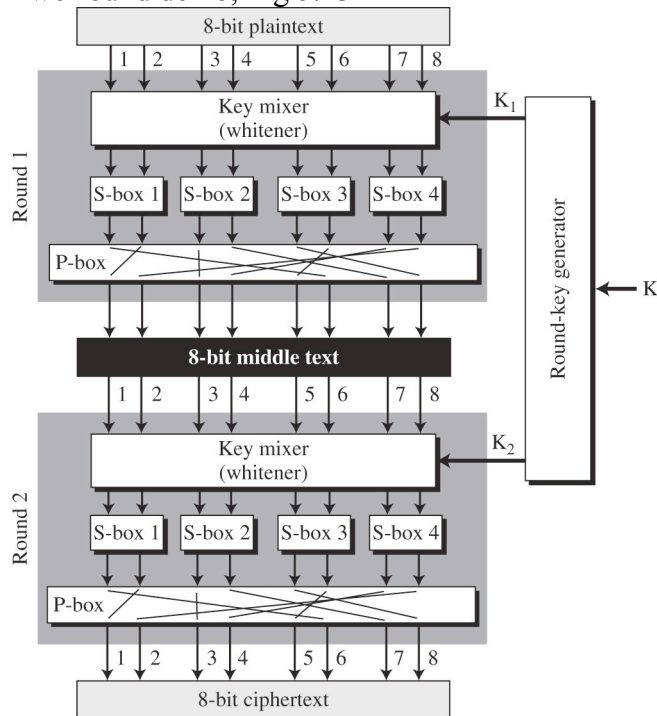 8-bit plaintext
1 2 3 4 5 6 7 8
Key mixer
(whitener)
K1
Round 1
S-box 1 S-box 2 S-box 3 S-box 4
P-box
Round-key generator
K
8-bit middle text
1 2 3 4 5 6 7 8
Key mixer
(whitener)
K2
Round 2
S-box 1 S-box 2 S-box 3 S-box 4
P-box
1 2 3 4 5 6 7 8
8-bit ciphertext